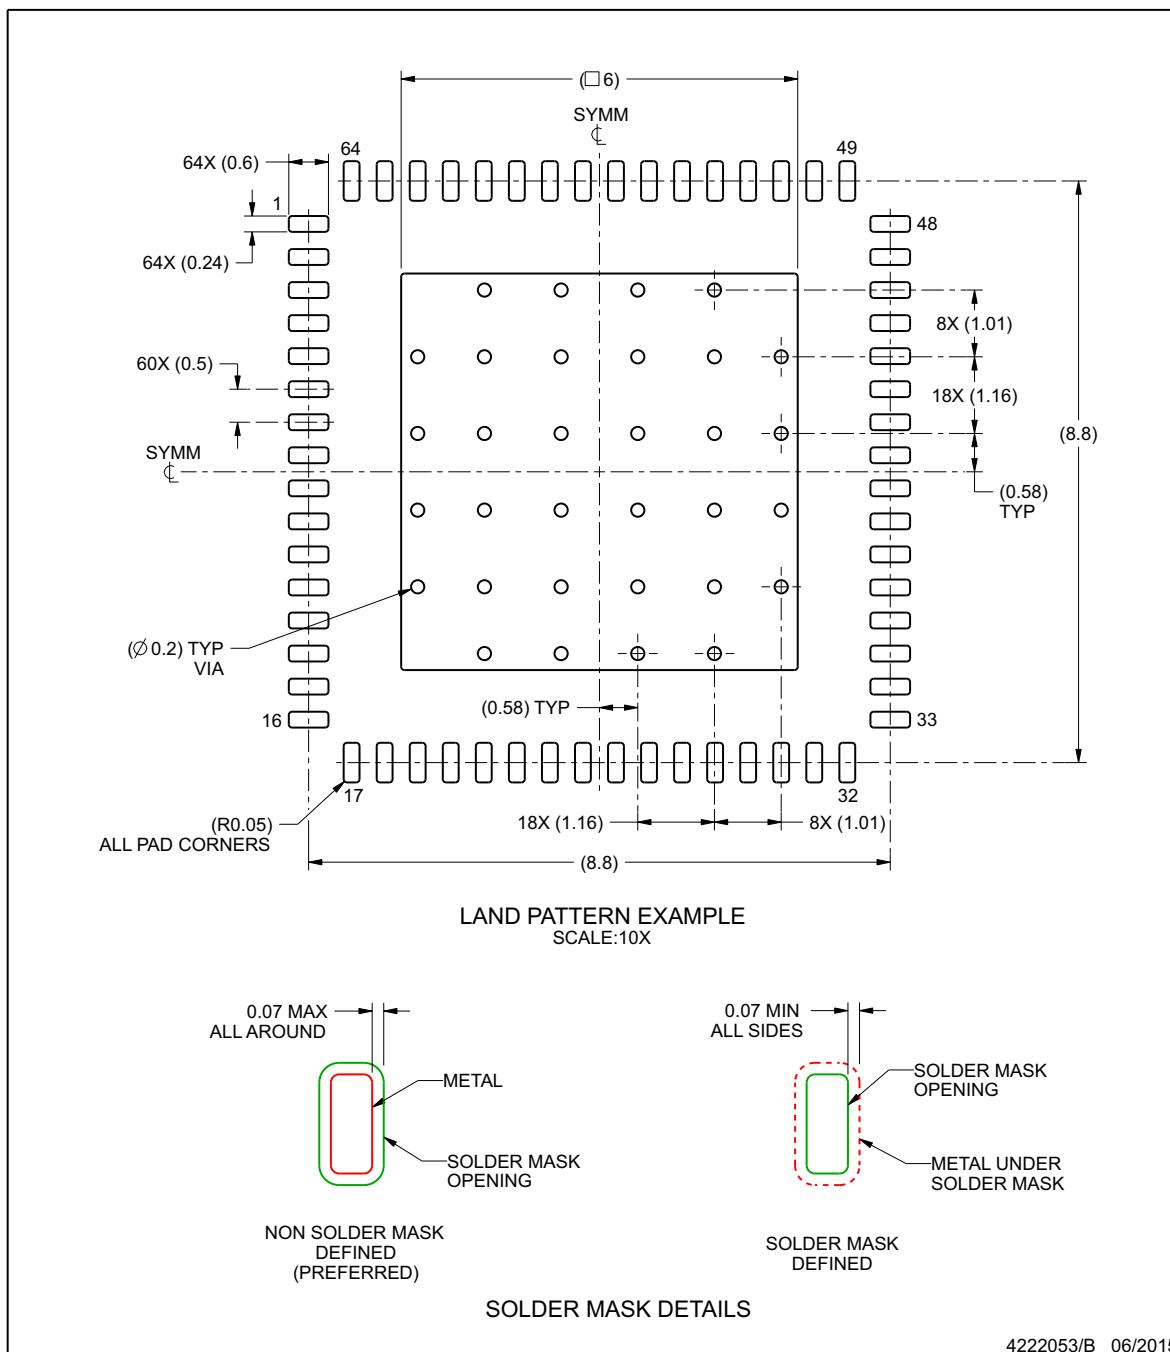 (□ 6)
SYMM
℄
64
49
64X (0.6)
1
48
64X (0.24)
8X (1.01)
60X (0.5)
18X (1.16)
(8.8)
SYMM
℄
(0.58)
TYP
(Ø 0.2) TYP
VIA
(0.58) TYP
16
33
17
32
(R0.05)
ALL PAD CORNERS
18X (1.16)
8X (1.01)
(8.8)
LAND PATTERN EXAMPLE
SCALE:10X
0.07 MAX
ALL AROUND
METAL
SOLDER MASK
OPENING
NON SOLDER MASK
DEFINED
(PREFERRED)
0.07 MIN
ALL SIDES
SOLDER MASK
OPENING
METAL UNDER
SOLDER MASK
SOLDER MASK
DEFINED
SOLDER MASK DETAILS
4222053/B 06/2015